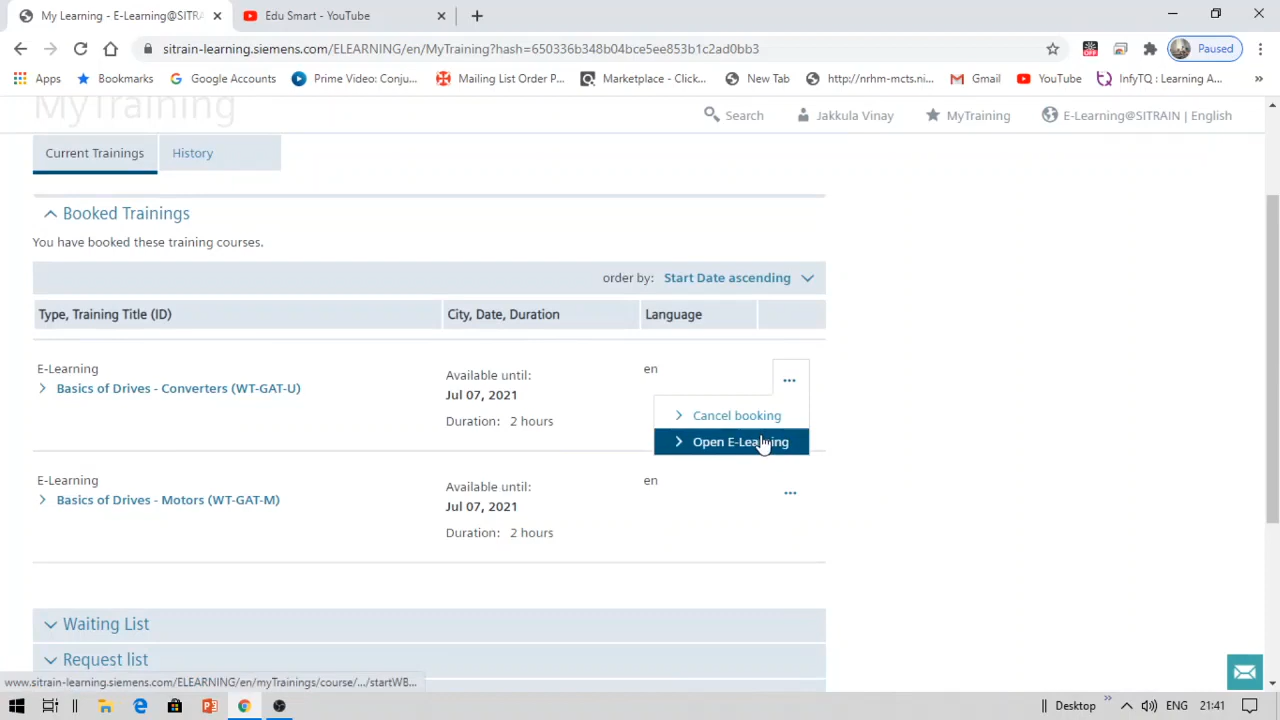 My Learning - E-Learning@SITRA
Edu Smart - YouTube
sitrain-learning.siemens.com/ELEARNING/en/MyTraining?hash=650336b348b04bce5ee853b1c2ad0bb3
OFF
Paused
Apps
Bookmarks
Google Accounts
Prime Video: Conju...
Mailing List Order P...
Marketplace - Click...
New Tab
http://nrhm-mcts.ni...
Gmail
YouTube
InfyTQ : Learning A...
»
MyTraining
Search
Jakkula Vinay
MyTraining
E-Learning@SITRAIN | English
Current Trainings
History
Booked Trainings
You have booked these training courses.
order by: Start Date ascending
Type, Training Title (ID)
City, Date, Duration
Language
E-Learning
Basics of Drives - Converters (WT-GAT-U)
Available until:
Jul 07, 2021
Duration: 2 hours
en
...
Cancel booking
Open E-Learning
E-Learning
Basics of Drives - Motors (WT-GAT-M)
Available until:
Jul 07, 2021
Duration: 2 hours
en
...
Waiting List
Request list
www.sitrain-learning.siemens.com/ELEARNING/en/myTrainings/course/.../startWB...
Desktop
»
ENG
21:41